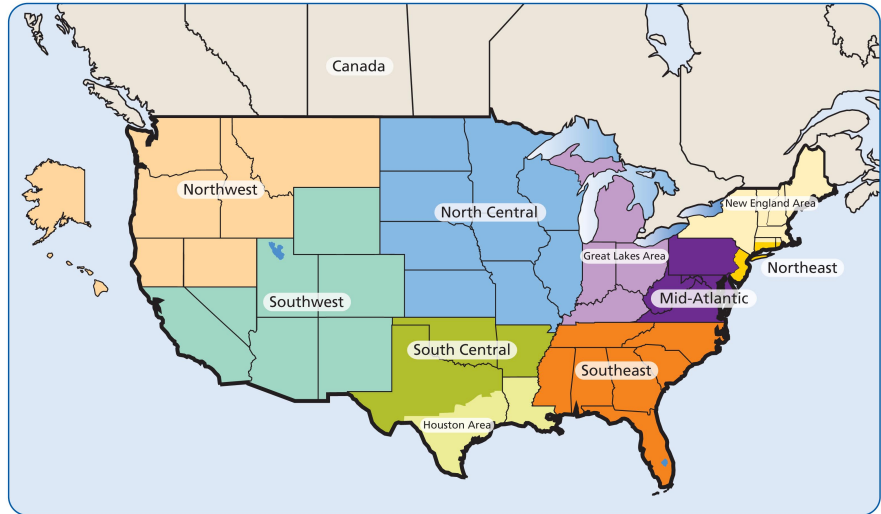 Canada
Northwest
North Central
New England Area
Great Lakes Area
Northeast
Southwest
Mid-Atlantic
South Central
Southeast
Houston Area